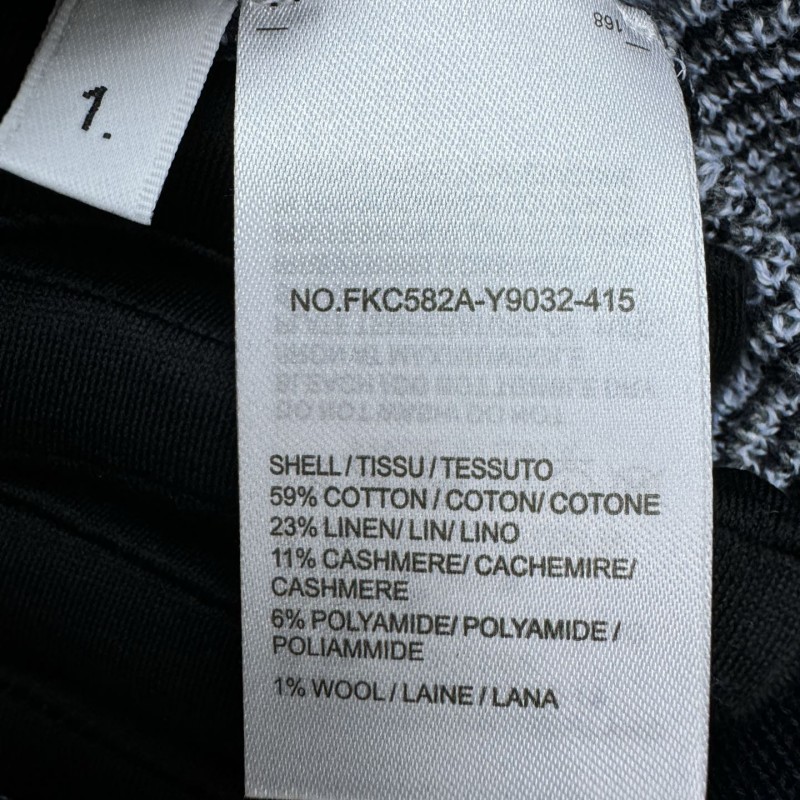 1.
168
NO.FKC582A-Y9032-415
SHELL / TISSU / TESSUTO
59% COTTON / COTON/ COTONE
23% LINEN/ LIN/ LINO
11% CASHMERE/ CACHEMIRE/
CASHMERE
6% POLYAMIDE/ POLYAMIDE /
POLIAMMIDE
1% WOOL / LAINE / LANA